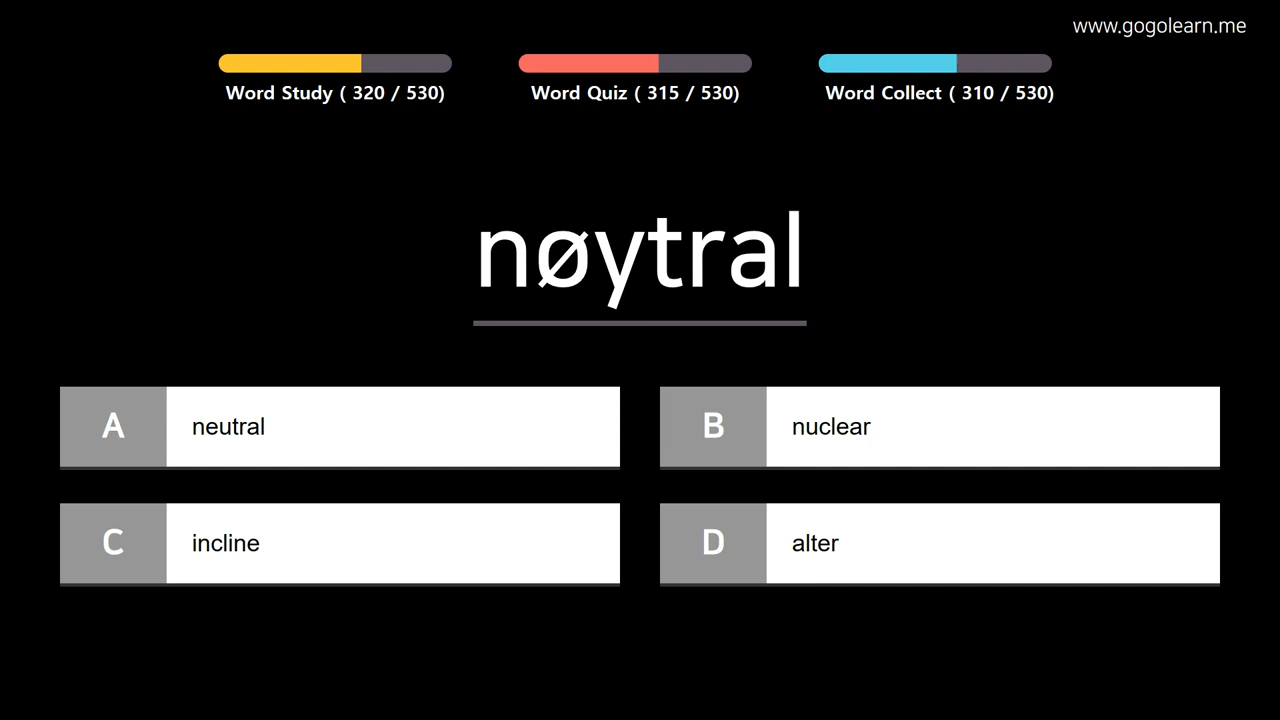 www.gogolearn.me
Word Study ( 320 / 530) Word Quiz ( 315 / 530) Word Collect ( 310 / 530)
nøytral
A neutral
B nuclear
C incline
D alter